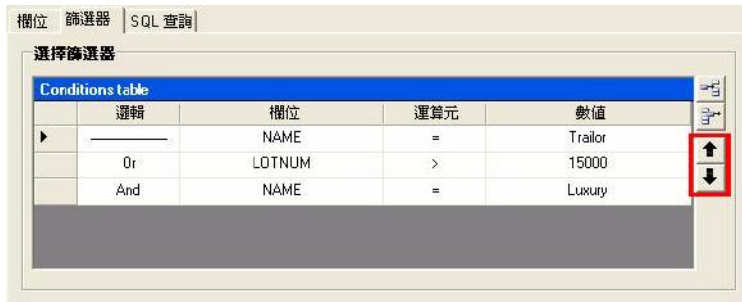 欄位 篩選器 SQL 查詢
選擇篩選器
Conditions table
邏輯 欄位 運算元 數值
NAME = Trailor
Or LOTNUM > 15000
And NAME = Luxury